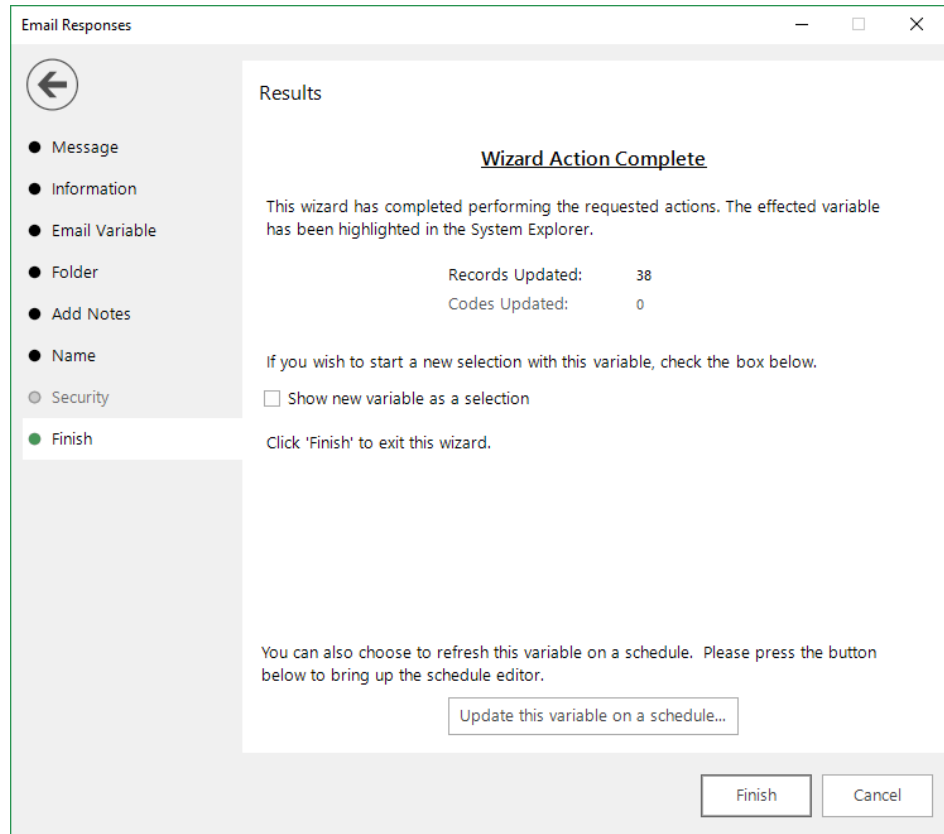 Email Responses
Results
Message
Wizard Action Complete
Information
This wizard has completed performing the requested actions. The effected variable
Email Variable
has been highlighted in the System Explorer.
Folder
Records Updated: 38
Codes Updated: 0
Add Notes
Name
If you wish to start a new selection with this variable, check the box below.
Security
Show new variable as a selection
Finish
Click 'Finish' to exit this wizard.
You can also choose to refresh this variable on a schedule. Please press the button
below to bring up the schedule editor.
Update this variable on a schedule...
Finish Cancel